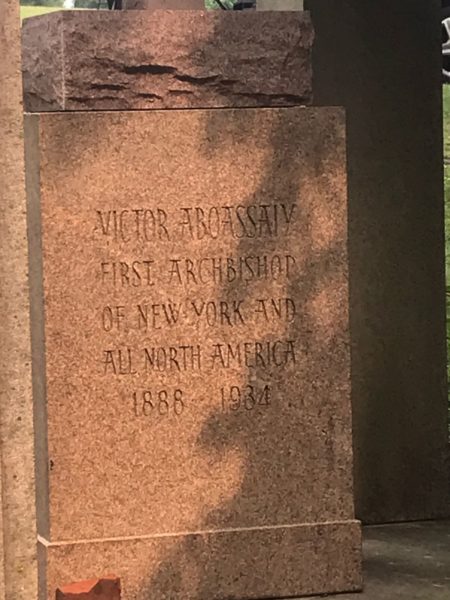 VICTOR ABOASSALY
FIRST ARCHBISHOP
OF NEW YORK AND
ALL NORTH AMERICA
1888 1934